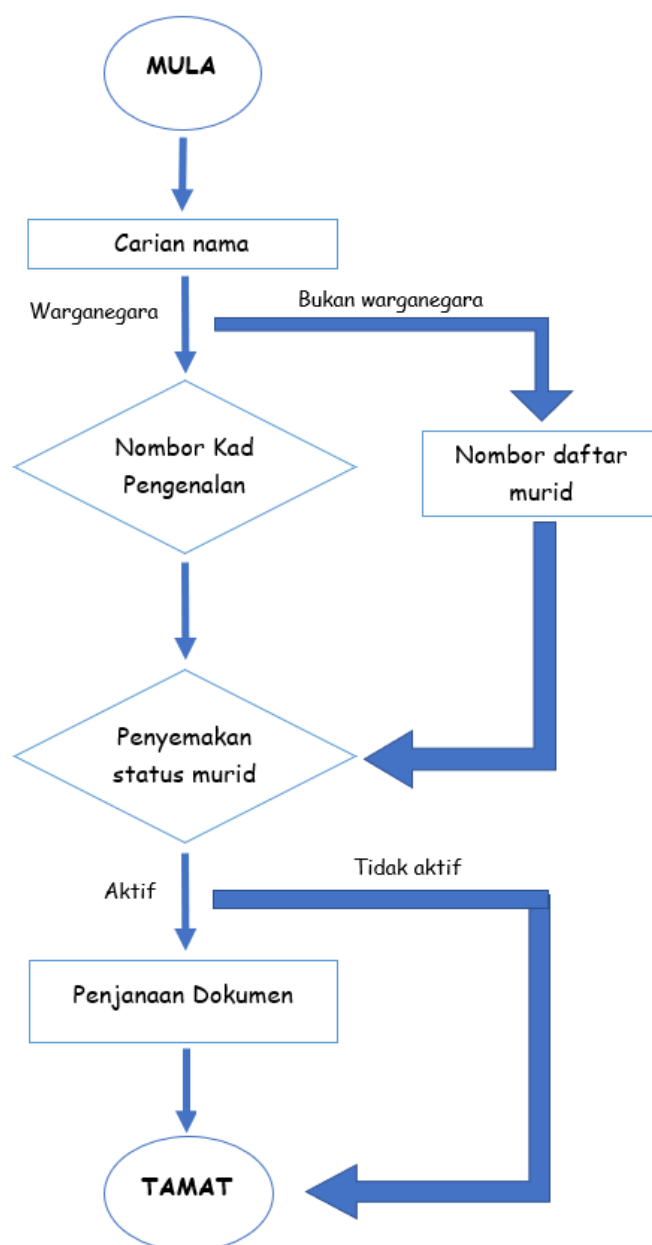 MULA
Carian nama
Warganegara
Bukan warganegara
Nombor Kad
Pengenalan
Nombor daftar
murid
Penyemakan
status murid
Aktif
Tidak aktif
Penjanaan Dokumen
TAMAT